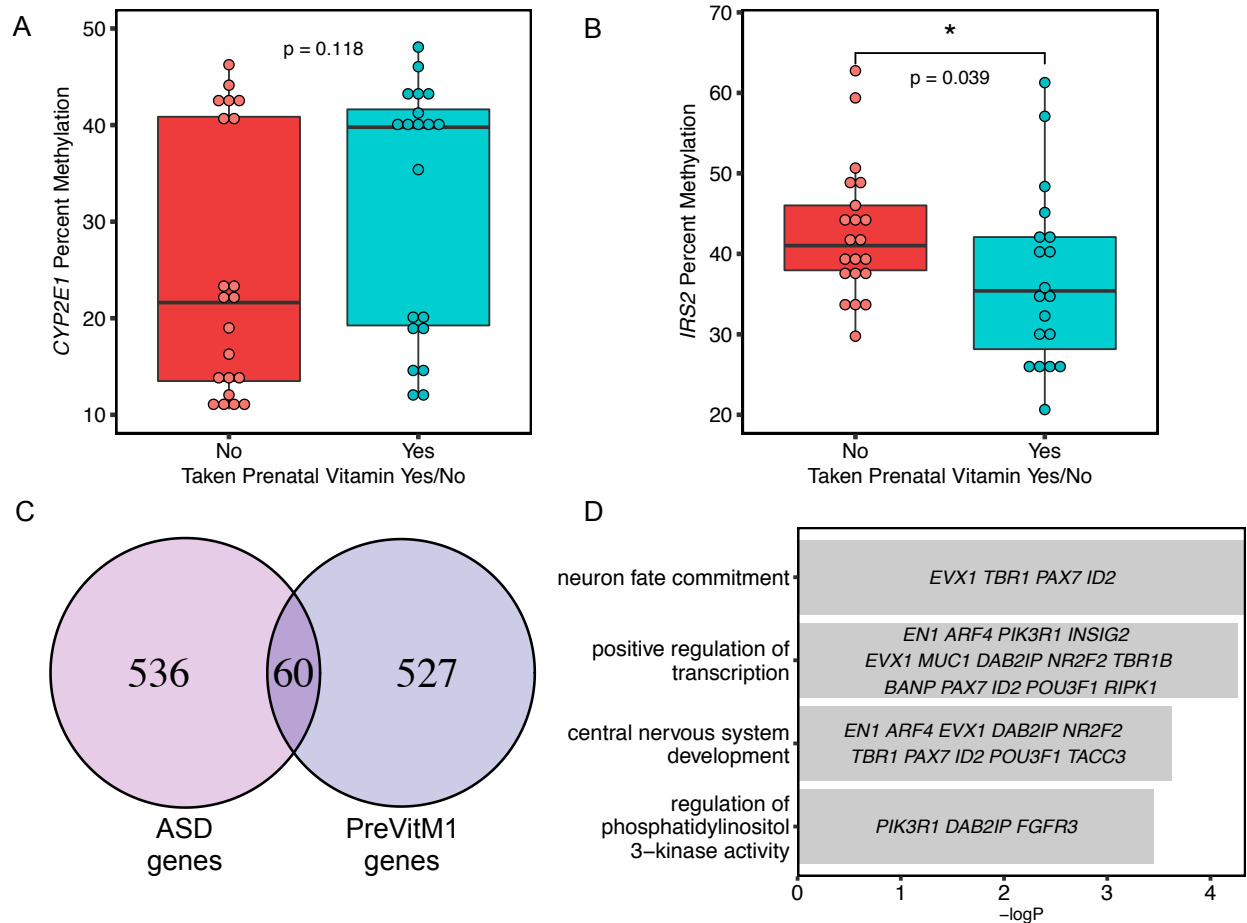 A
p = 0.118
50
40
30
20
10
CYP2E1 Percent Methylation
No
Yes
Taken Prenatal Vitamin Yes/No
B
*
p = 0.039
70
60
50
40
30
20
IRS2 Percent Methylation
No
Yes
Taken Prenatal Vitamin Yes/No
C
536
60
527
ASD
genes
PreVitM1
genes
D
neuron fate commitment
EVX1 TBR1 PAX7 ID2
positive regulation of
transcription
EN1 ARF4 PIK3R1 INSIG2
EVX1 MUC1 DAB2IP NR2F2 TBR1B
BANP PAX7 ID2 POU3F1 RIPK1
central nervous system
development
EN1 ARF4 EVX1 DAB2IP NR2F2
TBR1 PAX7 ID2 POU3F1 TACC3
regulation of
phosphatidylinositol
3−kinase activity
PIK3R1 DAB2IP FGFR3
0
1
2
3
4
−logP